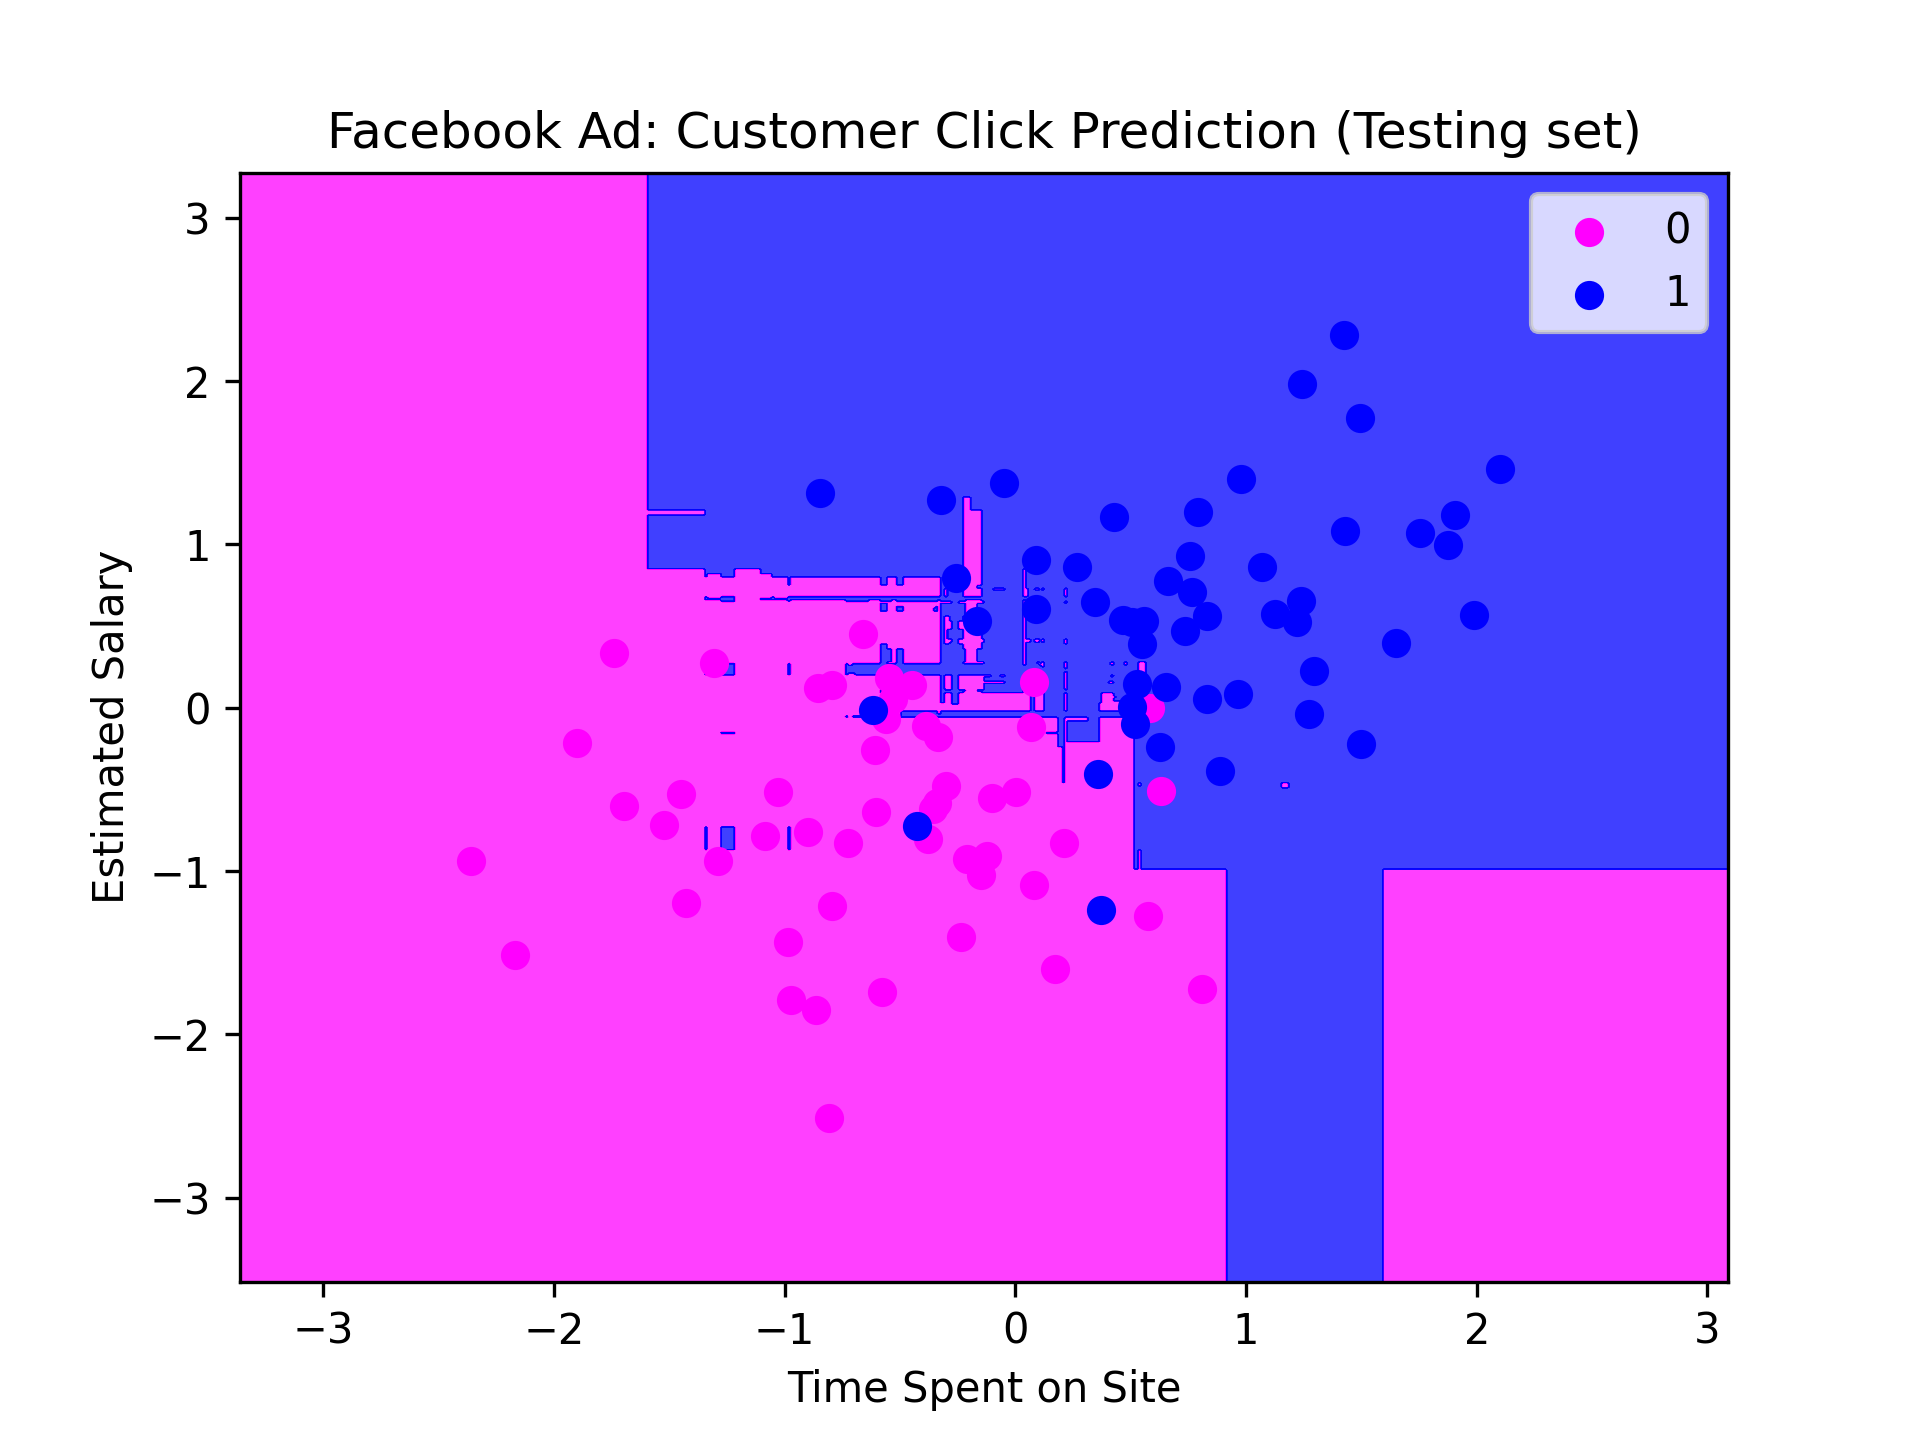 Facebook Ad: Customer Click Prediction (Testing set)
0
1
3
2
1
0
−1
−2
−3
Estimated Salary
−3 −2 −1 0 1 2 3
Time Spent on Site